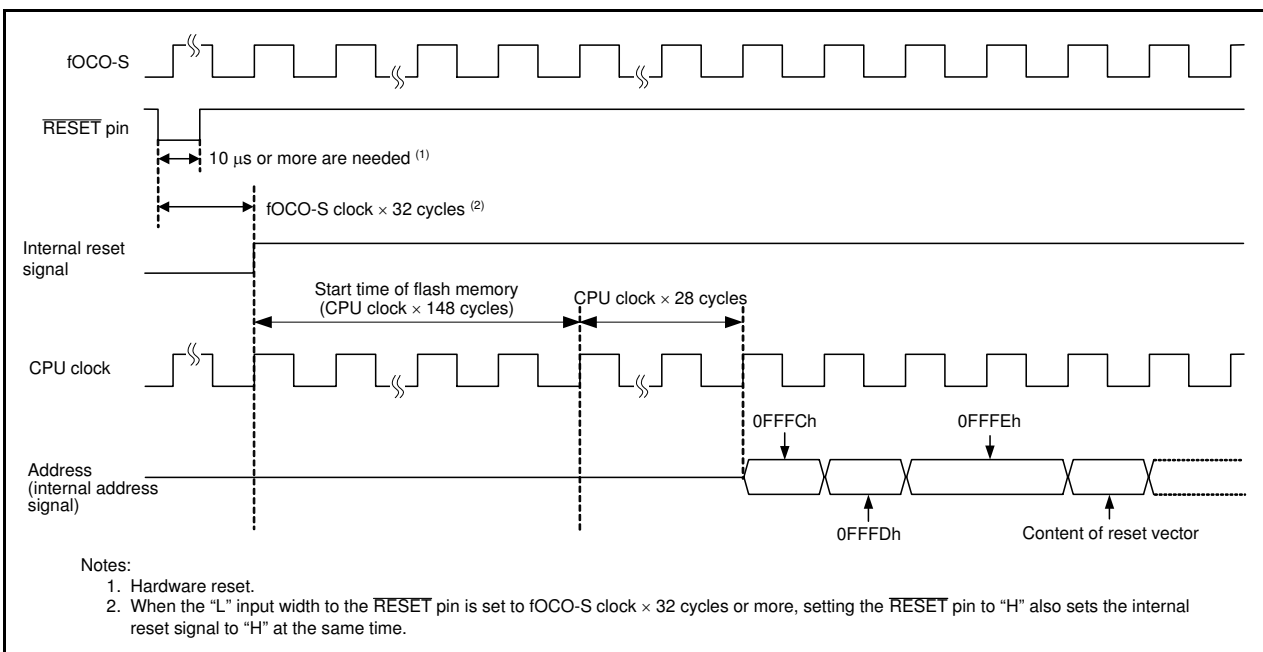 fOCO-S
RESET pin
10 μs or more are needed (1)
fOCO-S clock × 32 cycles (2)
Internal reset
signal
Start time of flash memory
(CPU clock × 148 cycles)
CPU clock × 28 cycles
CPU clock
0FFFCh
0FFFEh
Address
(internal address
signal)
0FFFDh
Content of reset vector
Notes:
1. Hardware reset.
2. When the “L” input width to the RESET pin is set to fOCO-S clock × 32 cycles or more, setting the RESET pin to “H” also sets the internal
reset signal to “H” at the same time.